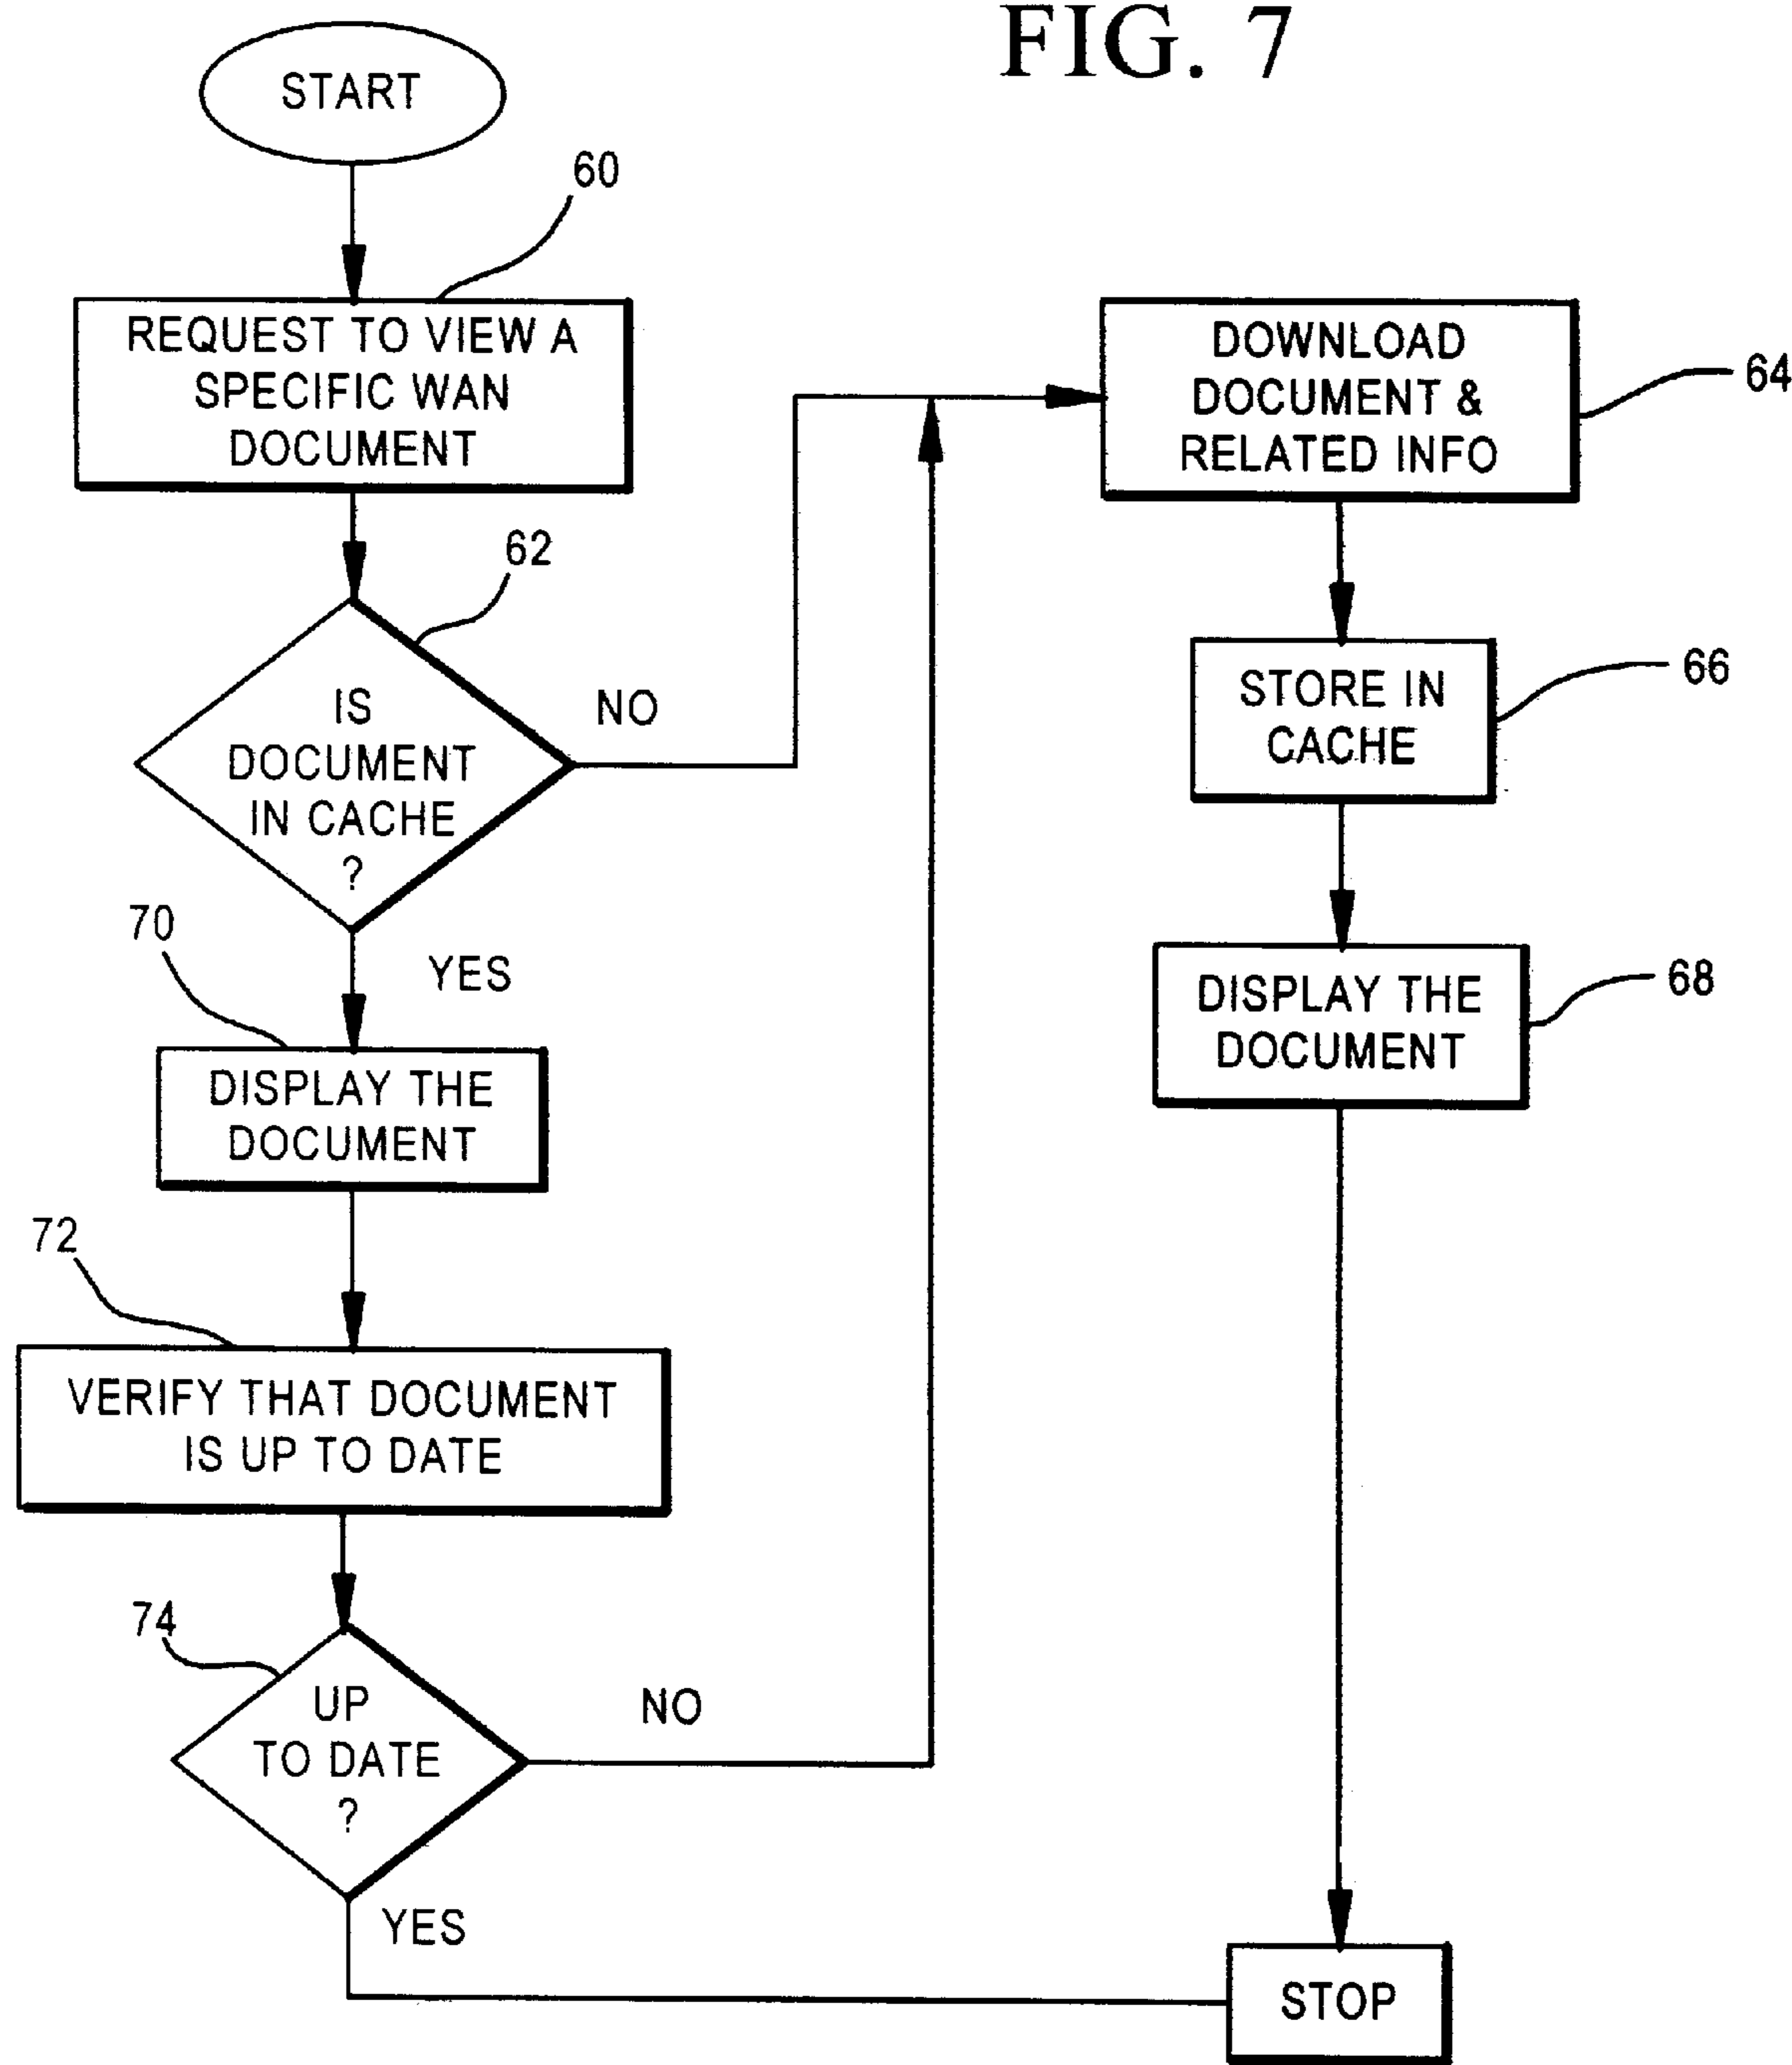 FIG. 7
START
60
REQUEST TO VIEW A
SPECIFIC WAN
DOCUMENT
62
IS
DOCUMENT
IN CACHE
?
NO
YES
70
DISPLAY THE
DOCUMENT
72
VERIFY THAT DOCUMENT
IS UP TO DATE
74
UP
TO DATE
?
NO
YES
DOWNLOAD
DOCUMENT &
RELATED INFO
64
STORE IN
CACHE
66
DISPLAY THE
DOCUMENT
68
STOP